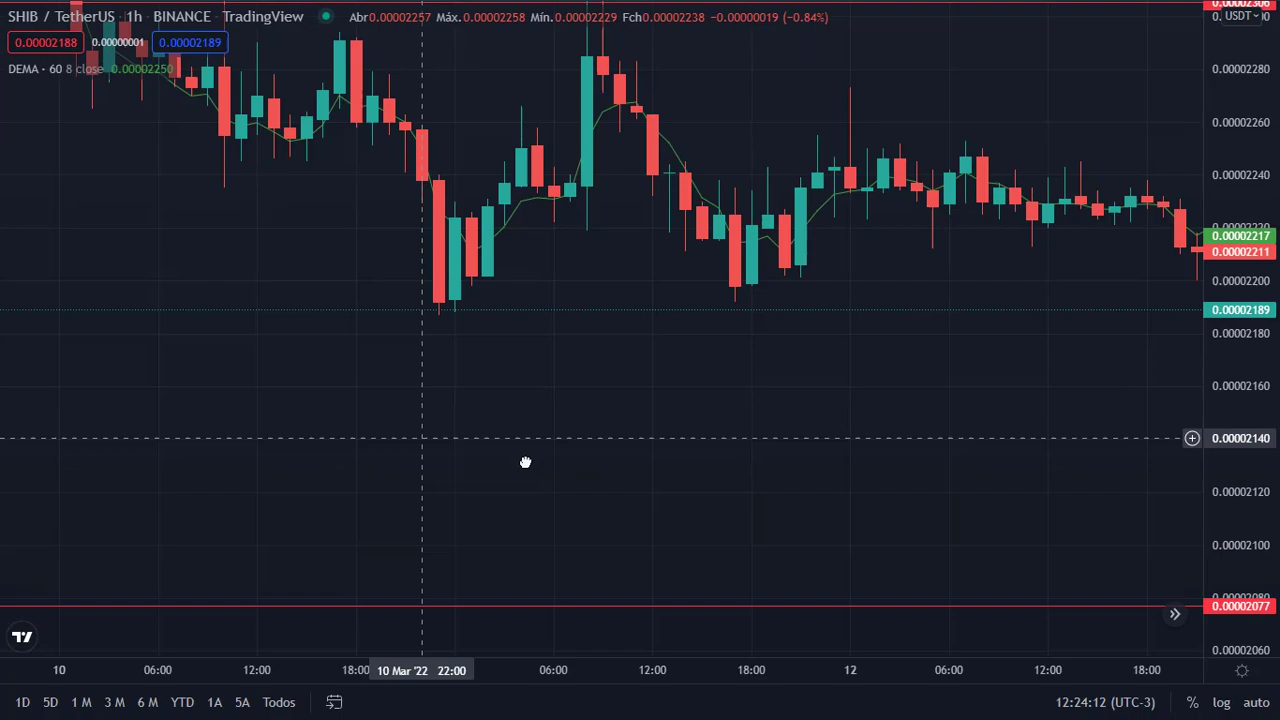 SHIB / TetherUS · 1h · BINANCE · TradingView Abr0.00002257 Máx.0.00002258 Mín.0.00002229 Fch0.00002238 −0.00000019 (−0.84%)
0.00002188 0.00000001 0.00002189
DEMA · 60 8 close 0.00002250
0.00002306
USDT
0.00002280
0.00002260
0.00002240
0.00002217
0.00002211
0.00002200
0.00002189
0.00002180
0.00002160
0.00002140
0.00002120
0.00002100
0.00002077
0.00002060
10 06:00 12:00 18:00 10 Mar '22 22:00 06:00 12:00 18:00 12 06:00 12:00 18:00
1D 5D 1 M 3 M 6 M YTD 1A 5A Todos 12:24:12 (UTC-3) % log auto